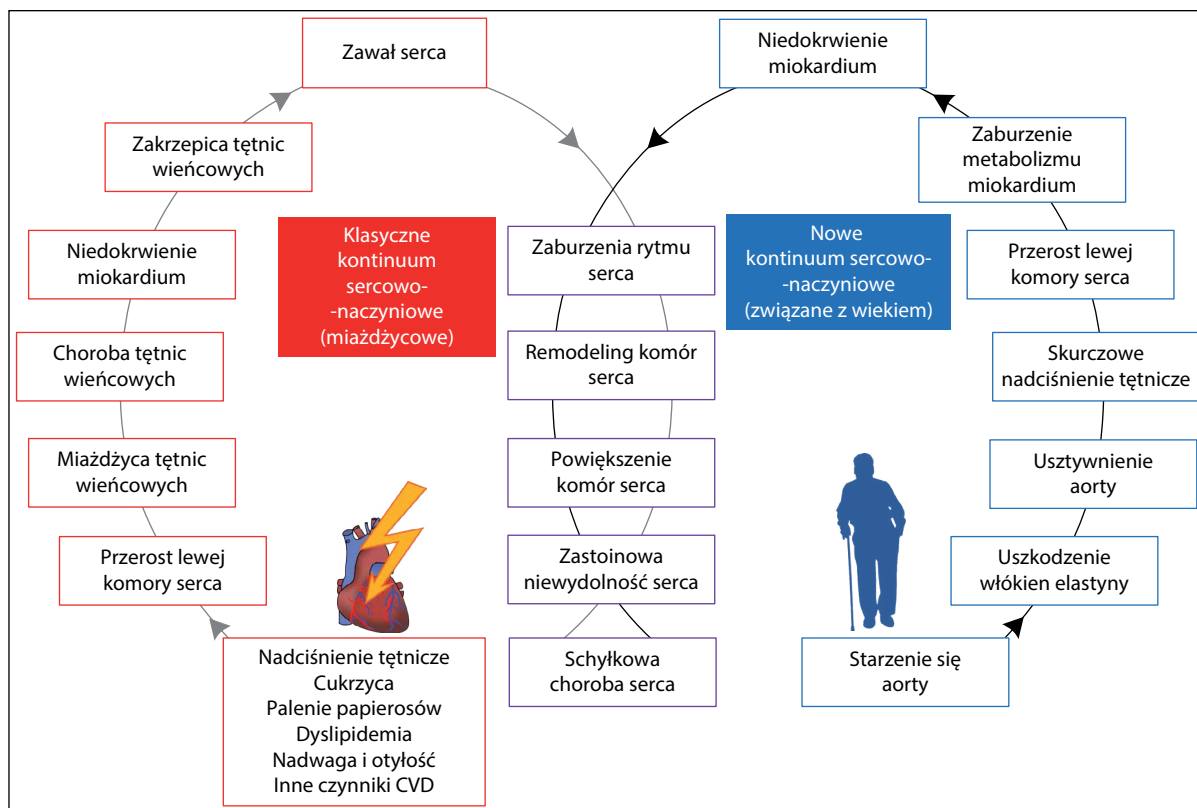 Zawał serca
Niedokrwienie
miokardium
Zakrzepica tętnic
wieńcowych
Zaburzenie
metabolizmu
miokardium
Niedokrwienie
miokardium
Klasyczne
kontinuum
sercowo-
-naczyniowe
(miażdżycowe)
Zaburzenia rytmu
serca
Nowe
kontinuum sercowo-
-naczyniowe
(związane z wiekiem)
Przerost lewej
komory serca
Choroba tętnic
wieńcowych
Remodeling komór
serca
Skurczowe
nadciśnienie tętnicze
Miażdżyca tętnic
wieńcowych
Powiększenie
komór serca
Usztywnienie
aorty
Przerost lewej
komory serca
Zastoinowa
niewydolność serca
Uszkodzenie
włókien elastyny
Nadciśnienie tętnicze
Cukrzyca
Palenie papierosów
Dyslipidemia
Nadwaga i otyłość
Inne czynniki CVD
Schyłkowa
choroba serca
Starzenie się
aorty